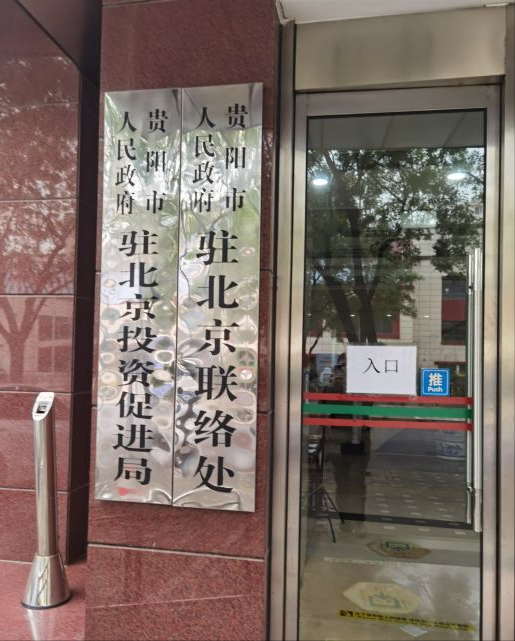 贵阳市
人民政府
驻北京联络处
贵阳市
人民政府
驻北京投资促进局
入口
推
Push